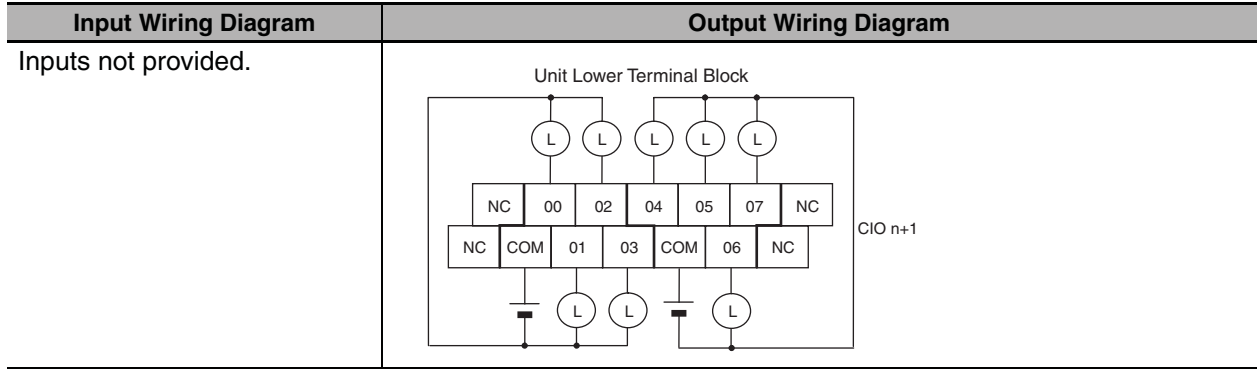 Input Wiring Diagram Output Wiring Diagram
Inputs not provided.
Unit Lower Terminal Block
L L L L L
NC 00 02 04 05 07 NC
CIO n+1
NC COM 01 03 COM 06 NC
L L L